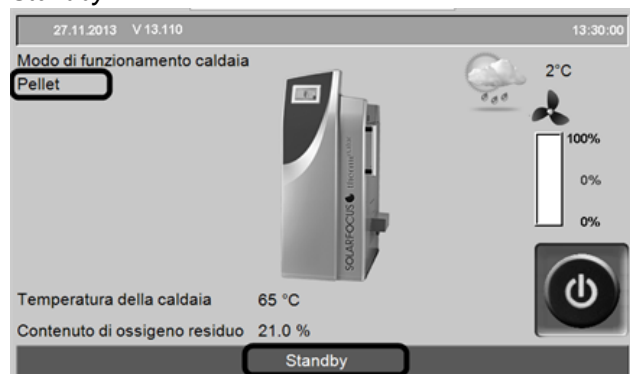 27.11.2013 V 13.110 13:30:00
Modo di funzionamento caldaia
Pellet
2°C
100%
0%
0%
SOLARFOCUS
Temperatura della caldaia 65 °C
Contenuto di ossigeno residuo 21.0 %
Standby